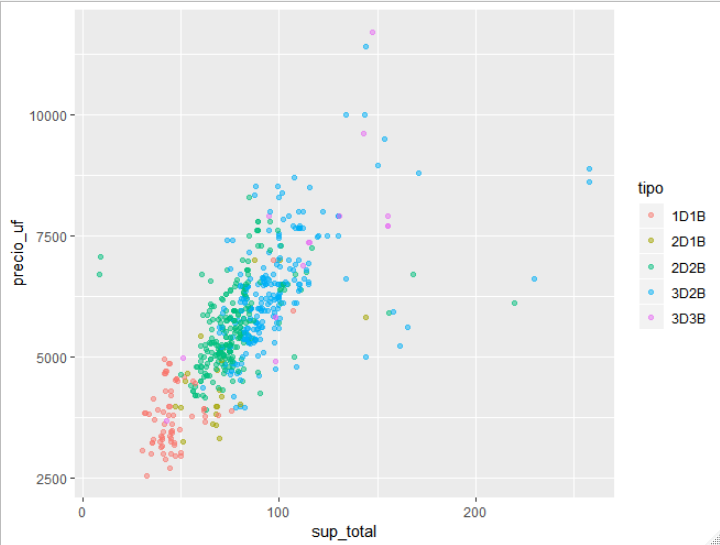 precio_uf
10000
7500
5000
2500
0
100
200
sup_total
tipo
1D1B
2D1B
2D2B
3D2B
3D3B